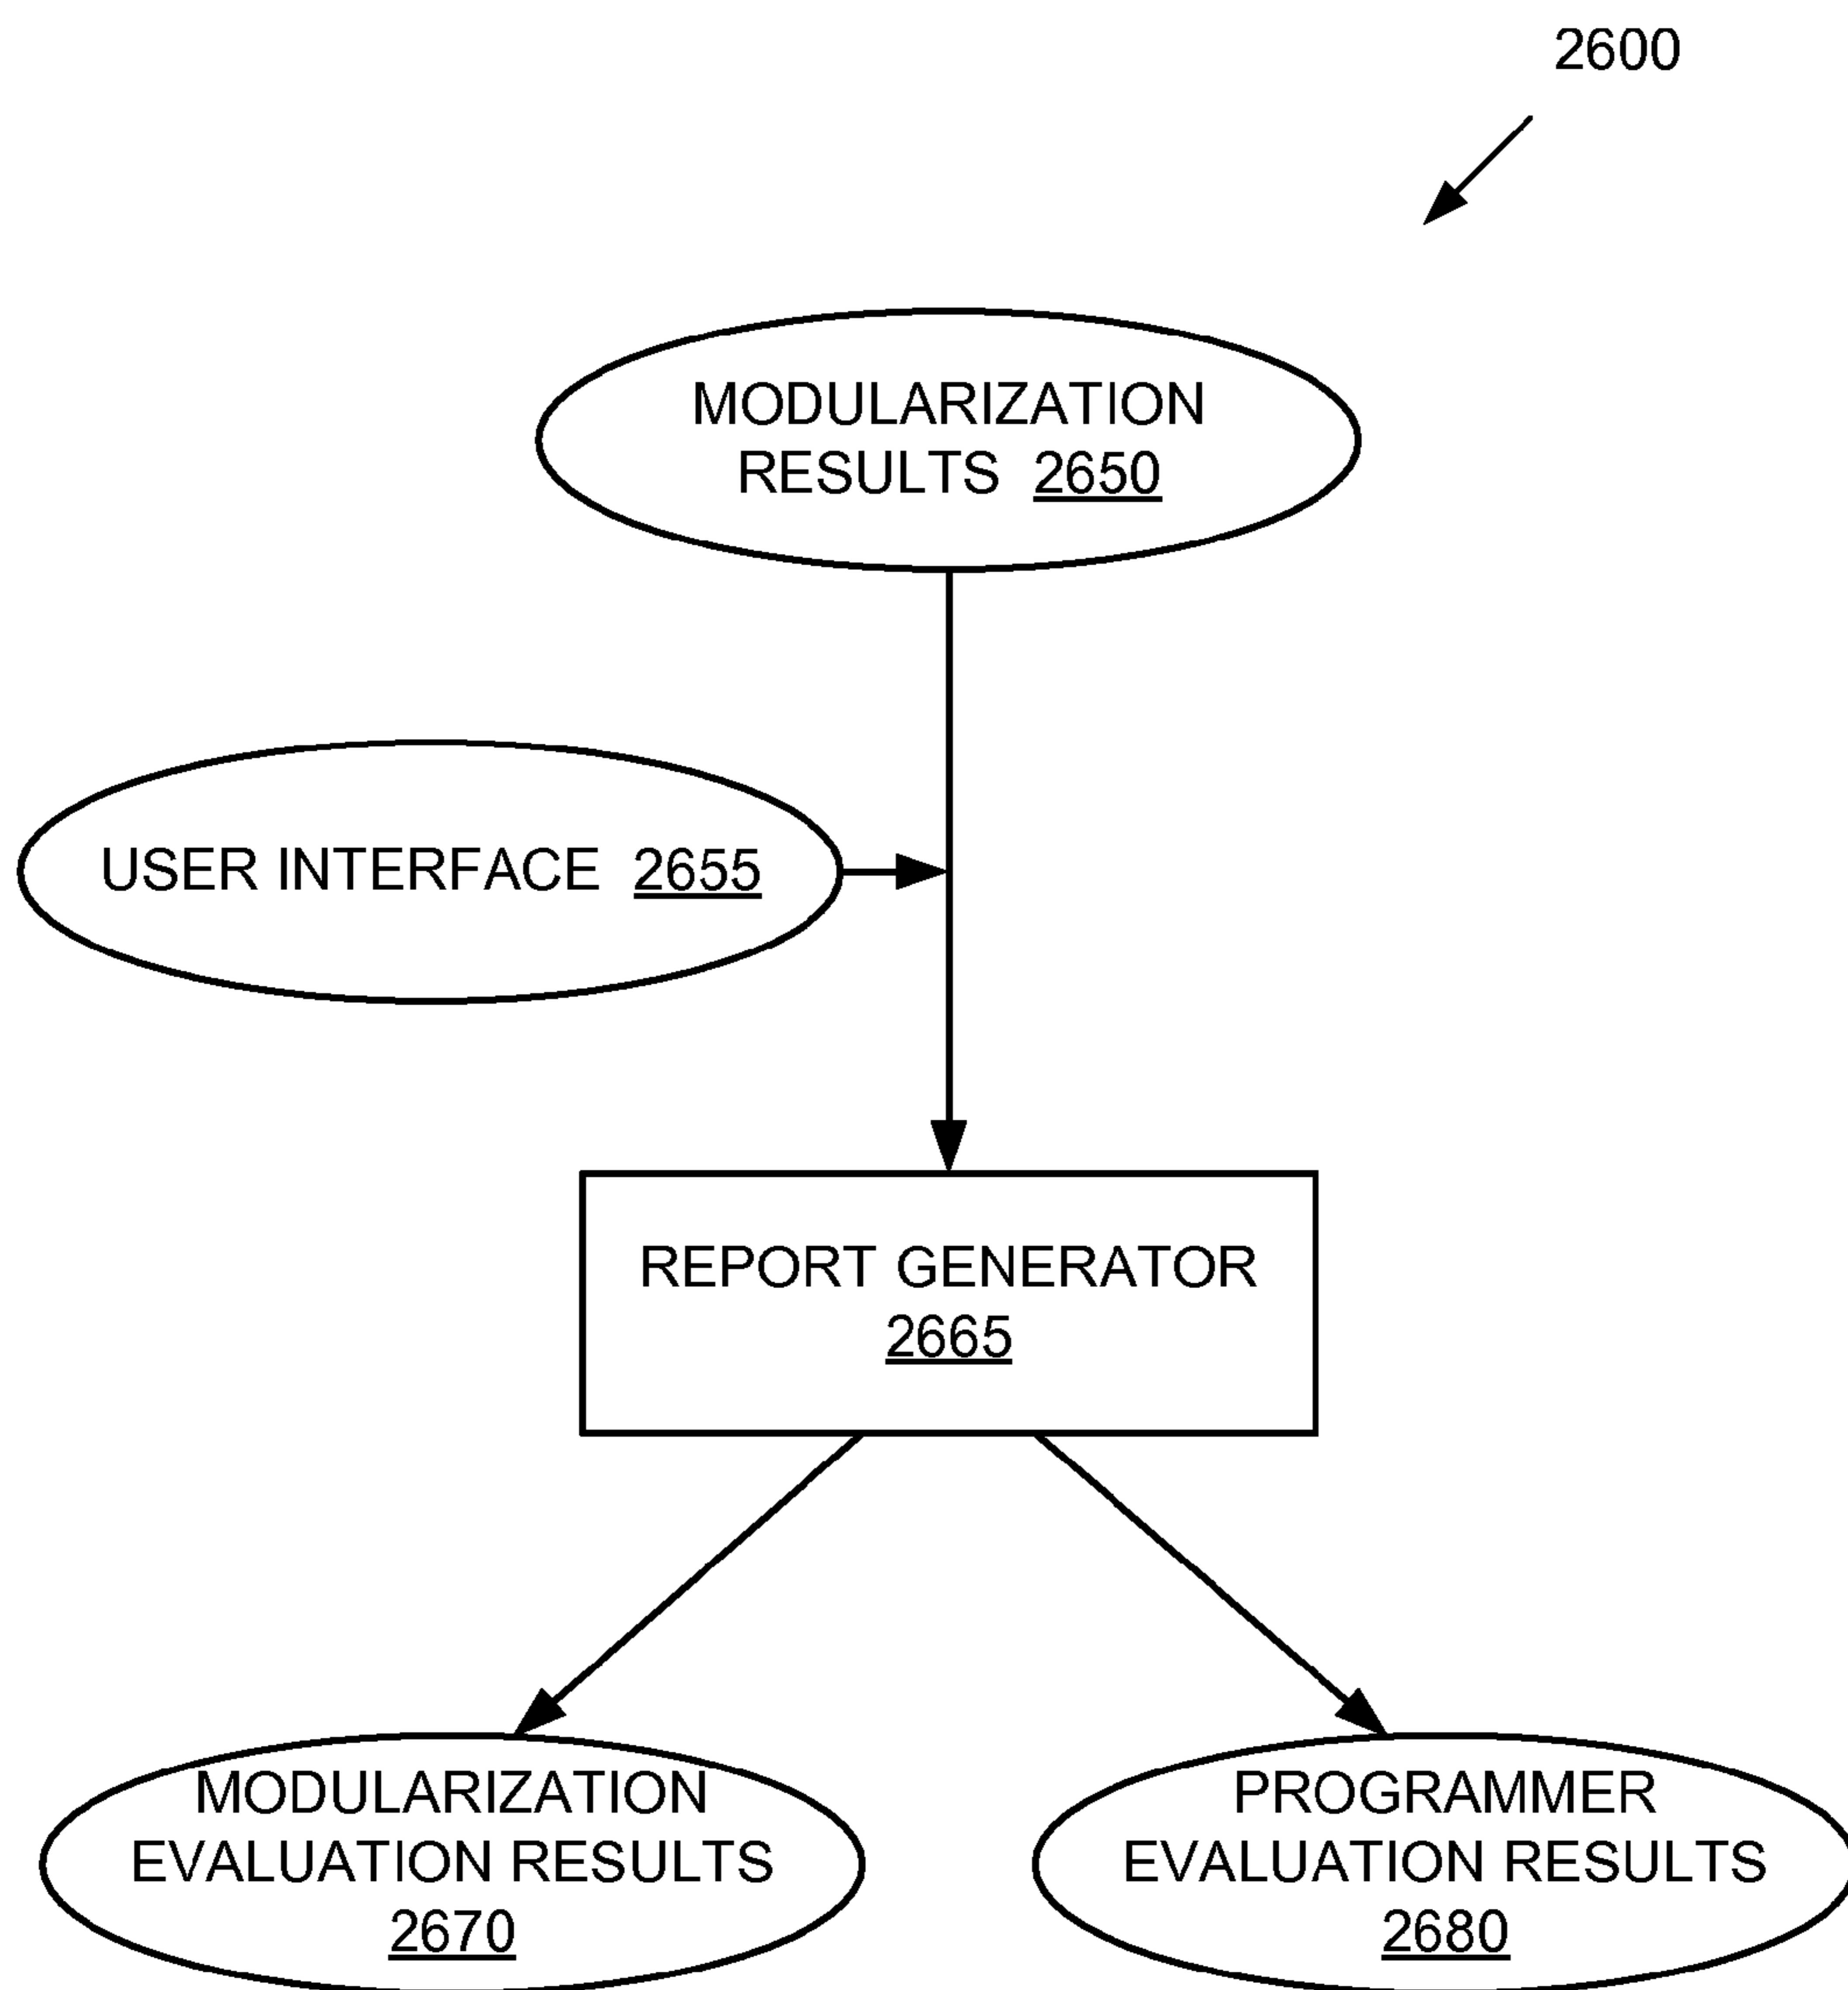 2600
MODULARIZATION
RESULTS 2650
USER INTERFACE 2655
REPORT GENERATOR
2665
MODULARIZATION
EVALUATION RESULTS
2670
PROGRAMMER
EVALUATION RESULTS
2680